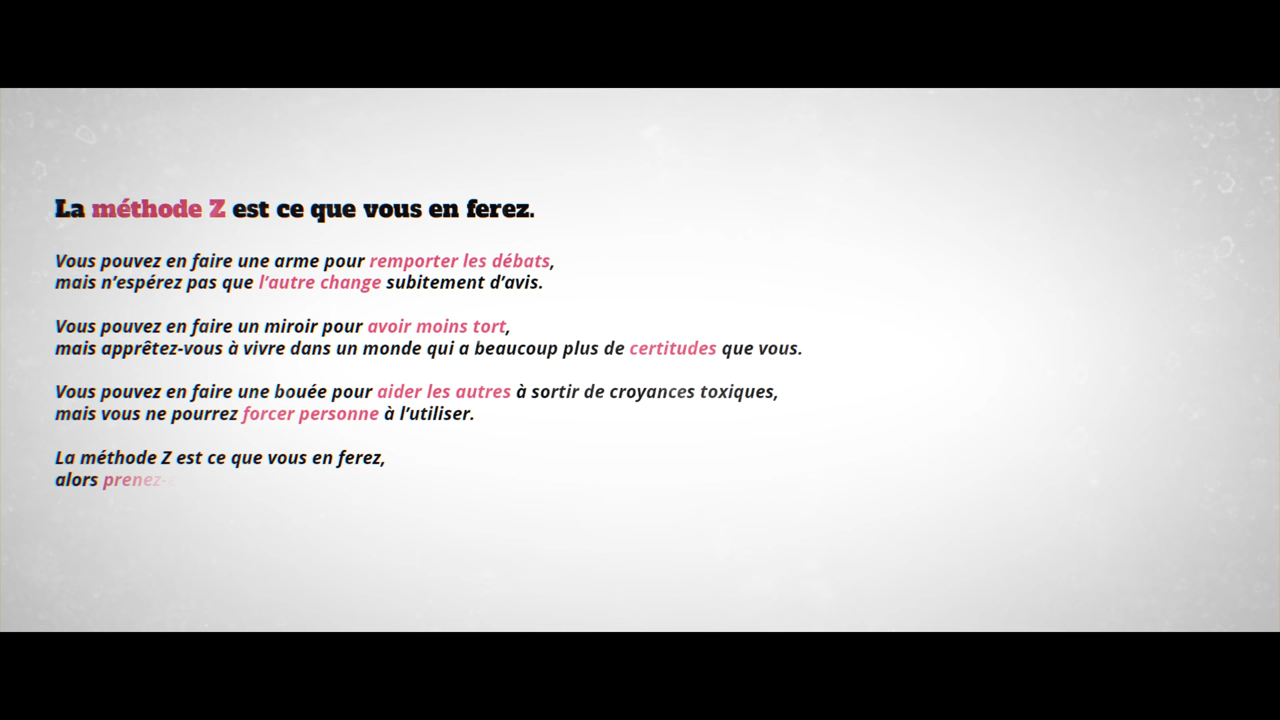 La méthode Z est ce que vous en ferez.
Vous pouvez en faire une arme pour remporter les débats,
mais n’espérez pas que l’autre change subitement d’avis.
Vous pouvez en faire un miroir pour avoir moins tort,
mais apprêtez-vous à vivre dans un monde qui a beaucoup plus de certitudes que vous.
Vous pouvez en faire une bouée pour aider les autres à sortir de croyances toxiques,
mais vous ne pourrez forcer personne à l’utiliser.
La méthode Z est ce que vous en ferez,
alors prenez-